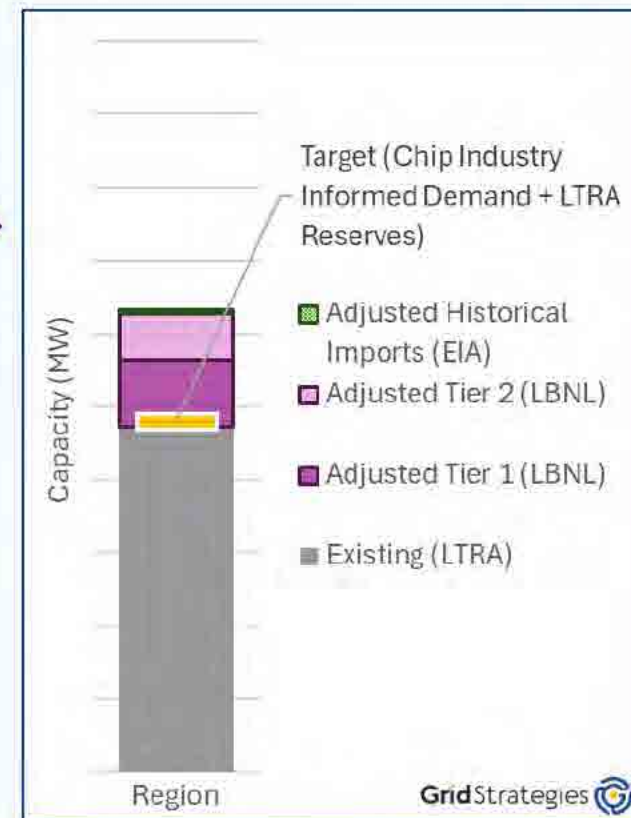 Target (Chip Industry
Informed Demand + LTRA
Reserves)
Adjusted Historical
Imports (EIA)
Adjusted Tier 2 (LBNL)
Adjusted Tier 1 (LBNL)
Existing (LTRA)
Capacity (MW)
Region
GridStrategies